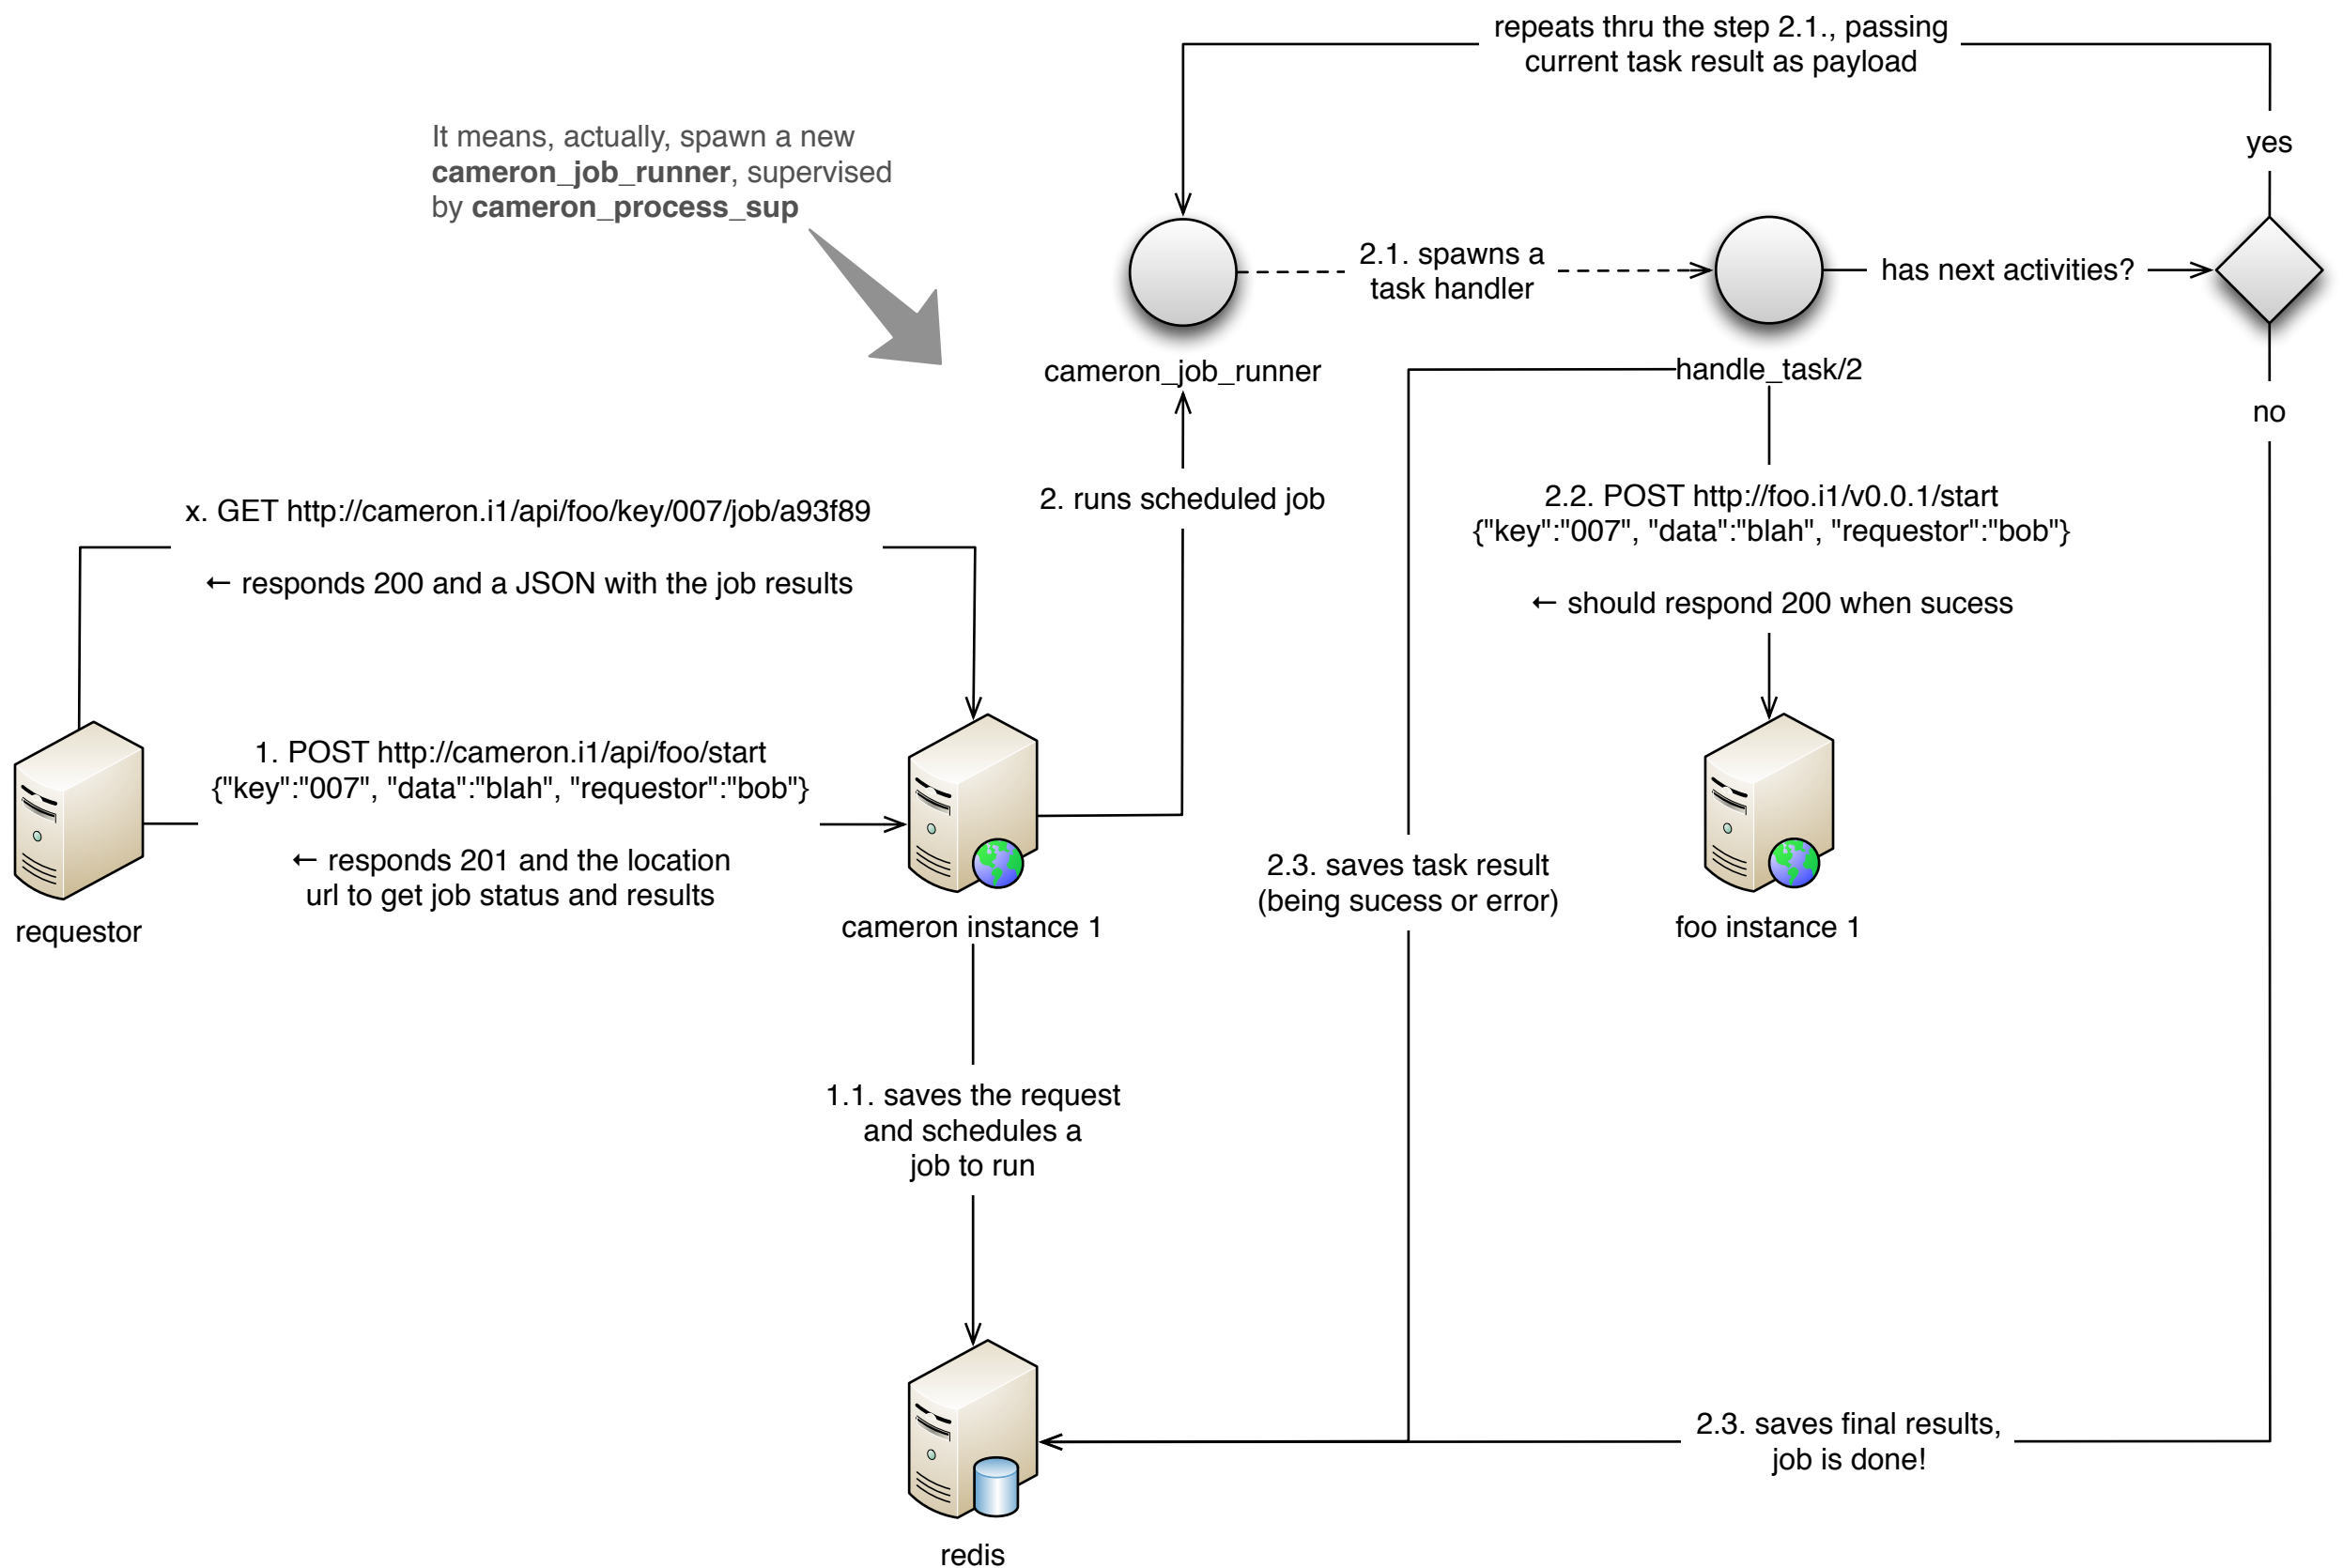 repeats thru the step 2.1., passing
current task result as payload
It means, actually, spawn a new
cameron_job_runner, supervised
by cameron_process_sup
yes
2.1. spawns a
task handler
has next activities?
cameron_job_runner
handle_task/2
no
x. GET http://cameron.i1/api/foo/key/007/job/a93f89
← responds 200 and a JSON with the job results
2. runs scheduled job
2.2. POST http://foo.i1/v0.0.1/start
{"key":"007", "data":"blah", "requestor":"bob"}
← should respond 200 when sucess
1. POST http://cameron.i1/api/foo/start
{"key":"007", "data":"blah", "requestor":"bob"}
← responds 201 and the location
url to get job status and results
requestor
cameron instance 1
2.3. saves task result
(being sucess or error)
foo instance 1
1.1. saves the request
and schedules a
job to run
2.3. saves final results,
job is done!
redis